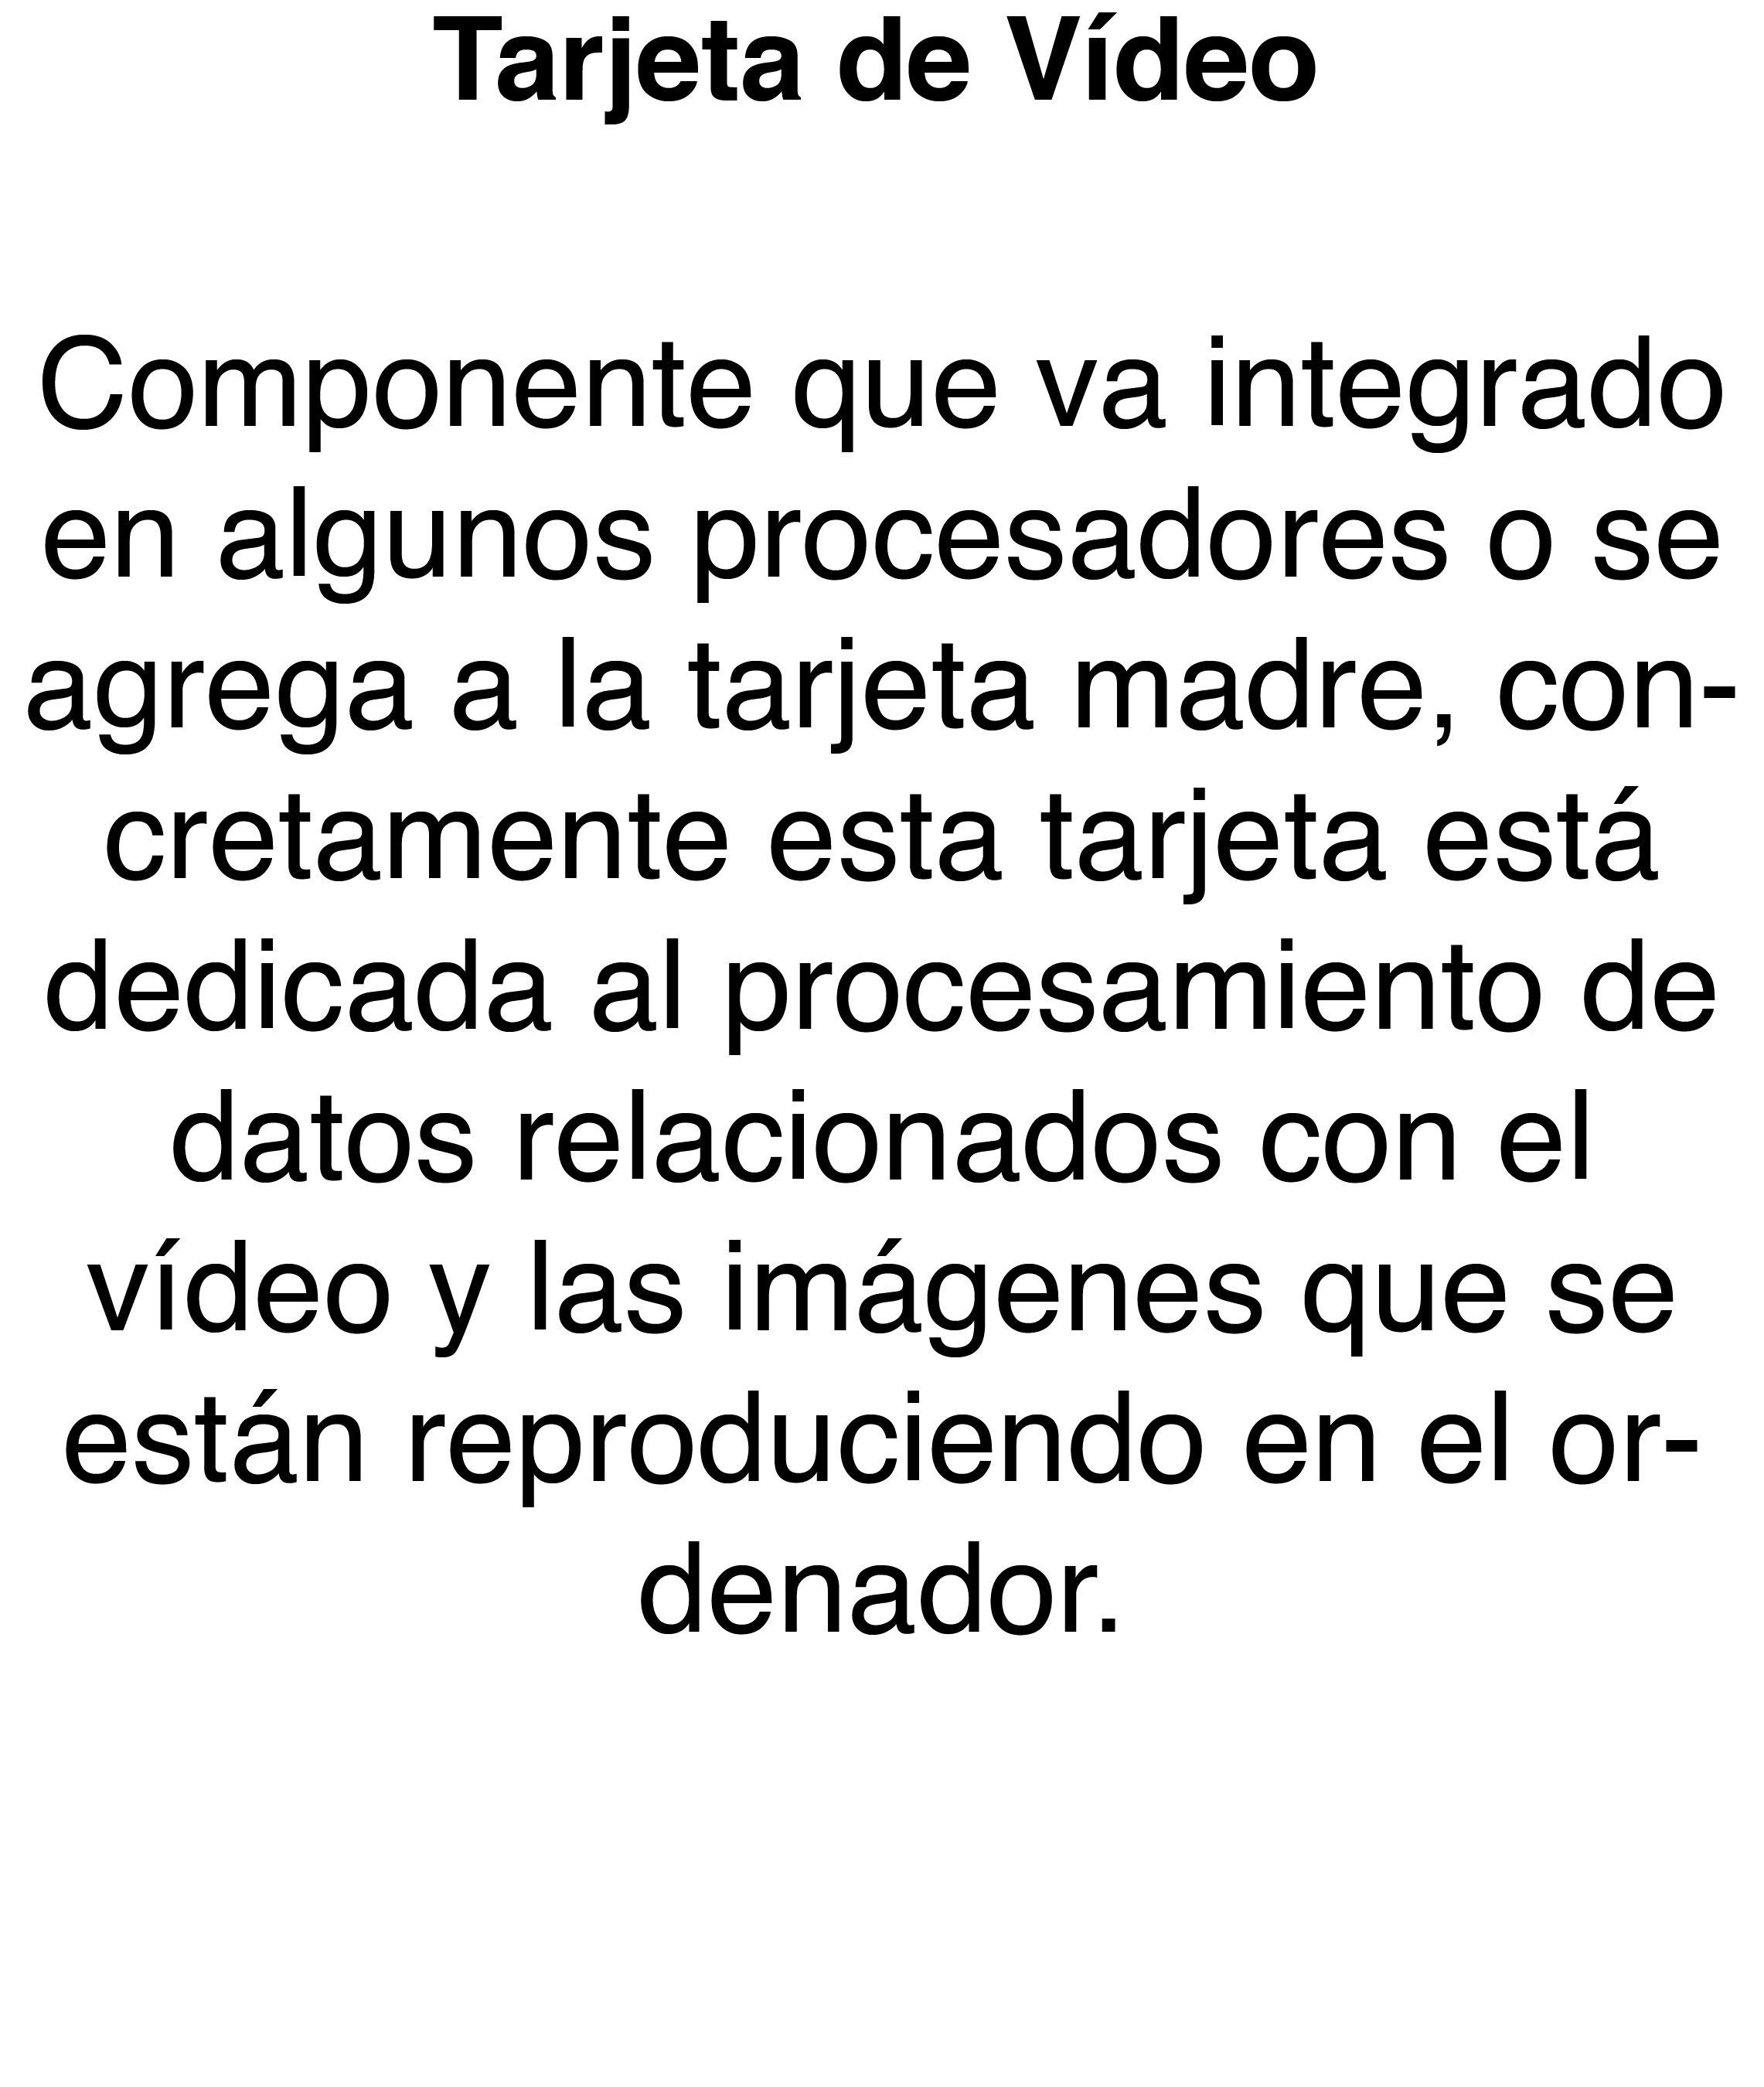 Tarjeta de Vídeo
Componente que va integrado
en algunos procesadores o se
agrega a la tarjeta madre, con-
cretamente esta tarjeta está
dedicada al procesamiento de
datos relacionados con el
vídeo y las imágenes que se
están reproduciendo en el or-
denador.